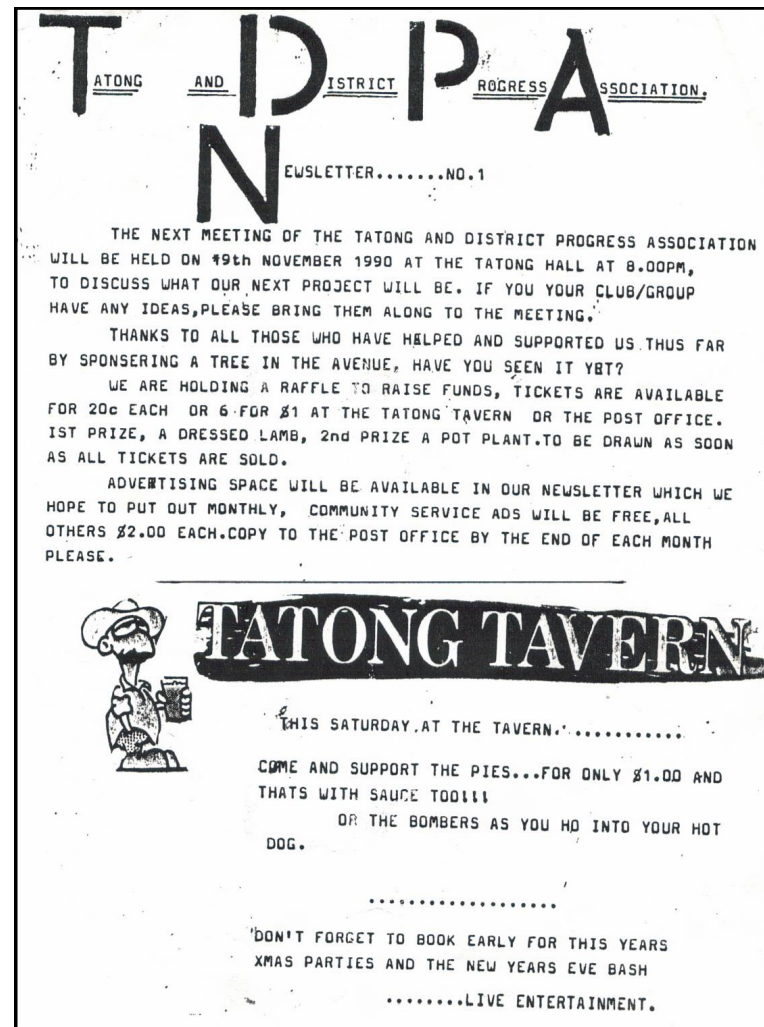 TATONG AND DISTRICT PROGRESS ASSOCIATION.
NEWSLETTER.......NO.1
THE NEXT MEETING OF THE TATONG AND DISTRICT PROGRESS ASSOCIATION
WILL BE HELD ON 19th NOVEMBER 1990 AT THE TATONG HALL AT 8.00PM,
TO DISCUSS WHAT OUR NEXT PROJECT WILL BE. IF YOU YOUR CLUB/GROUP
HAVE ANY IDEAS,PLEASE BRING THEM ALONG TO THE MEETING.
THANKS TO ALL THOSE WHO HAVE HELPED AND SUPPORTED US THUS FAR
BY SPONSERING A TREE IN THE AVENUE, HAVE YOU SEEN IT YET?
WE ARE HOLDING A RAFFLE TO RAISE FUNDS, TICKETS ARE AVAILABLE
FOR 20c EACH OR 6 FOR $1 AT THE TATONG TAVERN OR THE POST OFFICE.
IST PRIZE, A DRESSED LAMB, 2nd PRIZE A POT PLANT.TO BE DRAWN AS SOON
AS ALL TICKETS ARE SOLD.
ADVERTISING SPACE WILL BE AVAILABLE IN OUR NEWSLETTER WHICH WE
HOPE TO PUT OUT MONTHLY, COMMUNITY SERVICE ADS WILL BE FREE,ALL
OTHERS $2.00 EACH.COPY TO THE POST OFFICE BY THE END OF EACH MONTH
PLEASE.
TATONG TAVERN
THIS SATURDAY AT THE TAVERN.............
COME AND SUPPORT THE PIES...FOR ONLY $1.00 AND
THATS WITH SAUCE TOO!!!
OR THE BOMBERS AS YOU HO INTO YOUR HOT
DOG.
...................
DON'T FORGET TO BOOK EARLY FOR THIS YEARS
XMAS PARTIES AND THE NEW YEARS EVE BASH
........LIVE ENTERTAINMENT.